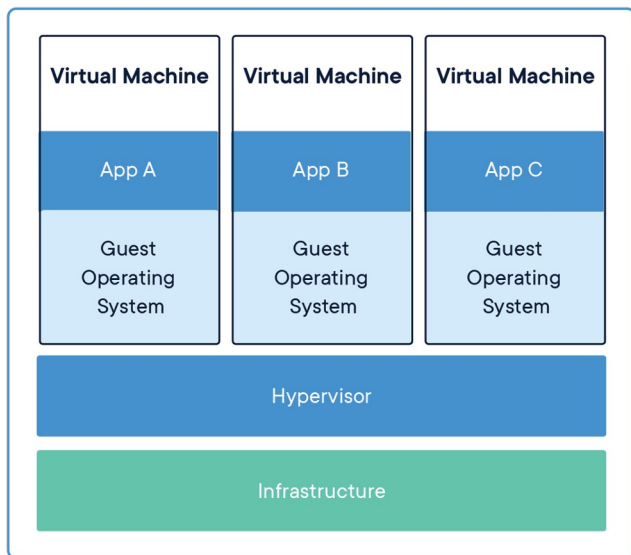 Virtual Machine
Virtual Machine
Virtual Machine
App A
App B
App C
Guest
Operating
System
Guest
Operating
System
Guest
Operating
System
Hypervisor
Infrastructure